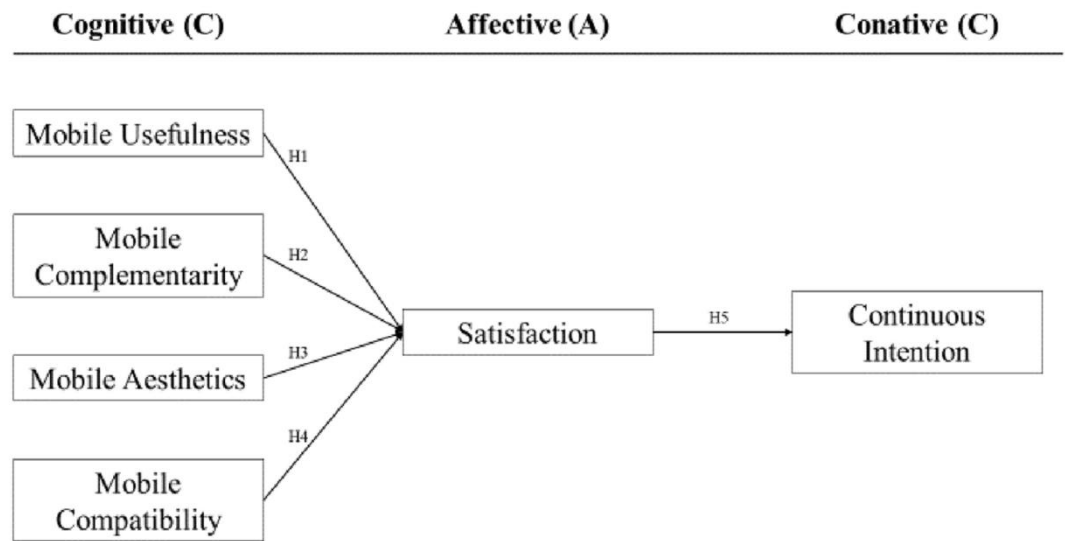 Cognitive (C) Affective (A) Conative (C)
Mobile Usefulness
H1
Mobile
Complementarity
H2
Mobile Aesthetics
H3
Mobile
Compatibility
H4
Satisfaction
H5
Continuous
Intention